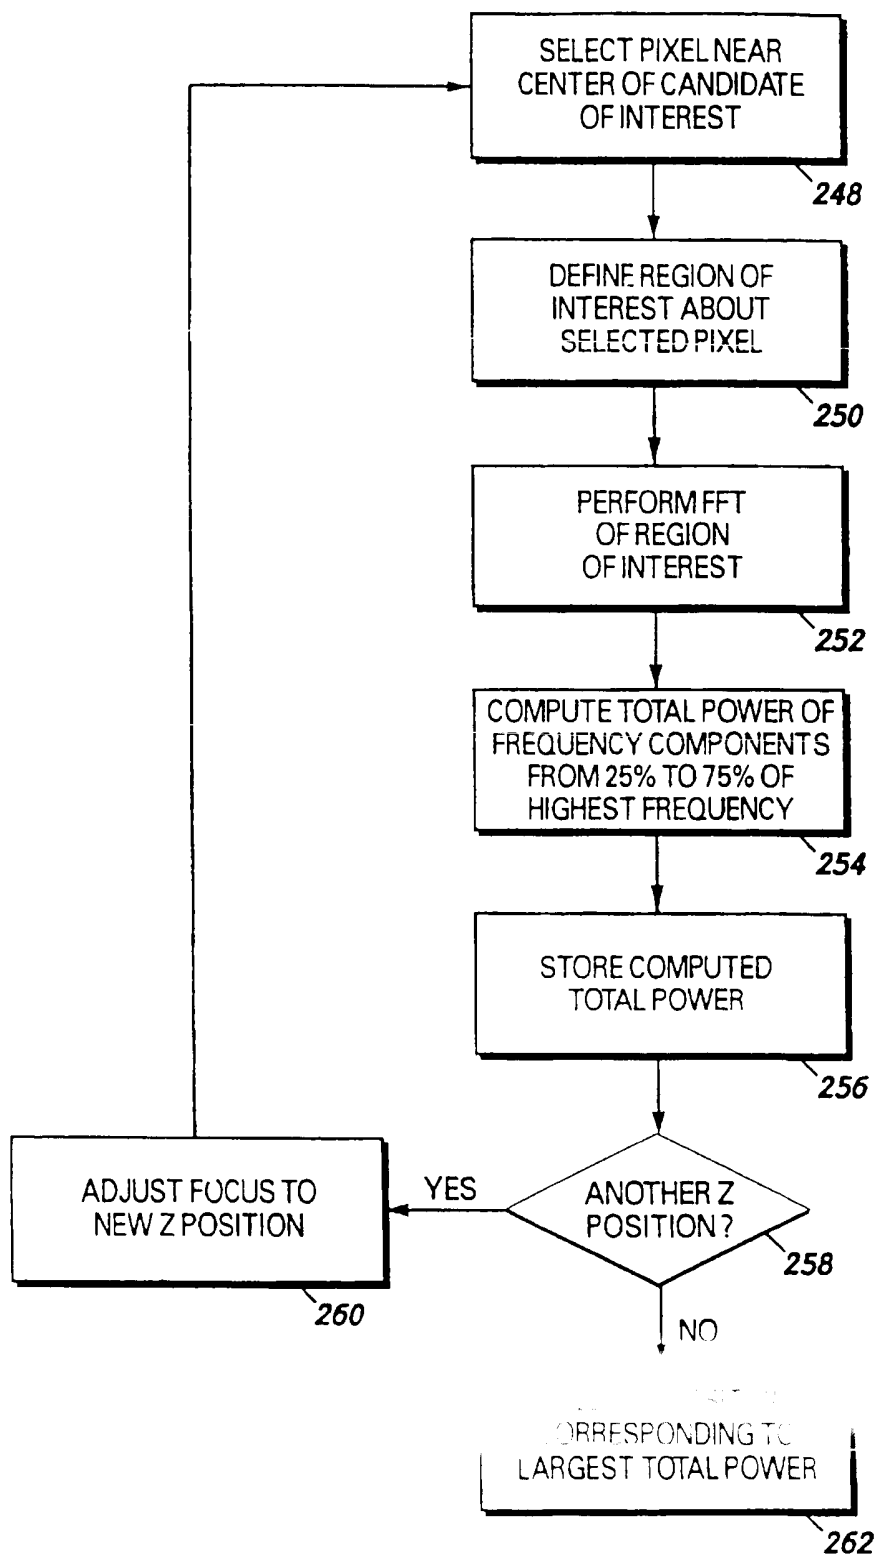 SELECT PIXEL NEAR
CENTER OF CANDIDATE
OF INTEREST
248
DEFINE REGION OF
INTEREST ABOUT
SELECTED PIXEL
250
PERFORM FFT
OF REGION
OF INTEREST
252
COMPUTE TOTAL POWER OF
FREQUENCY COMPONENTS
FROM 25% TO 75% OF
HIGHEST FREQUENCY
254
STORE COMPUTED
TOTAL POWER
256
ADJUST FOCUS TO
NEW Z POSITION
260
YES
ANOTHER Z
POSITION?
258
NO
LARGEST TOTAL POWER
262